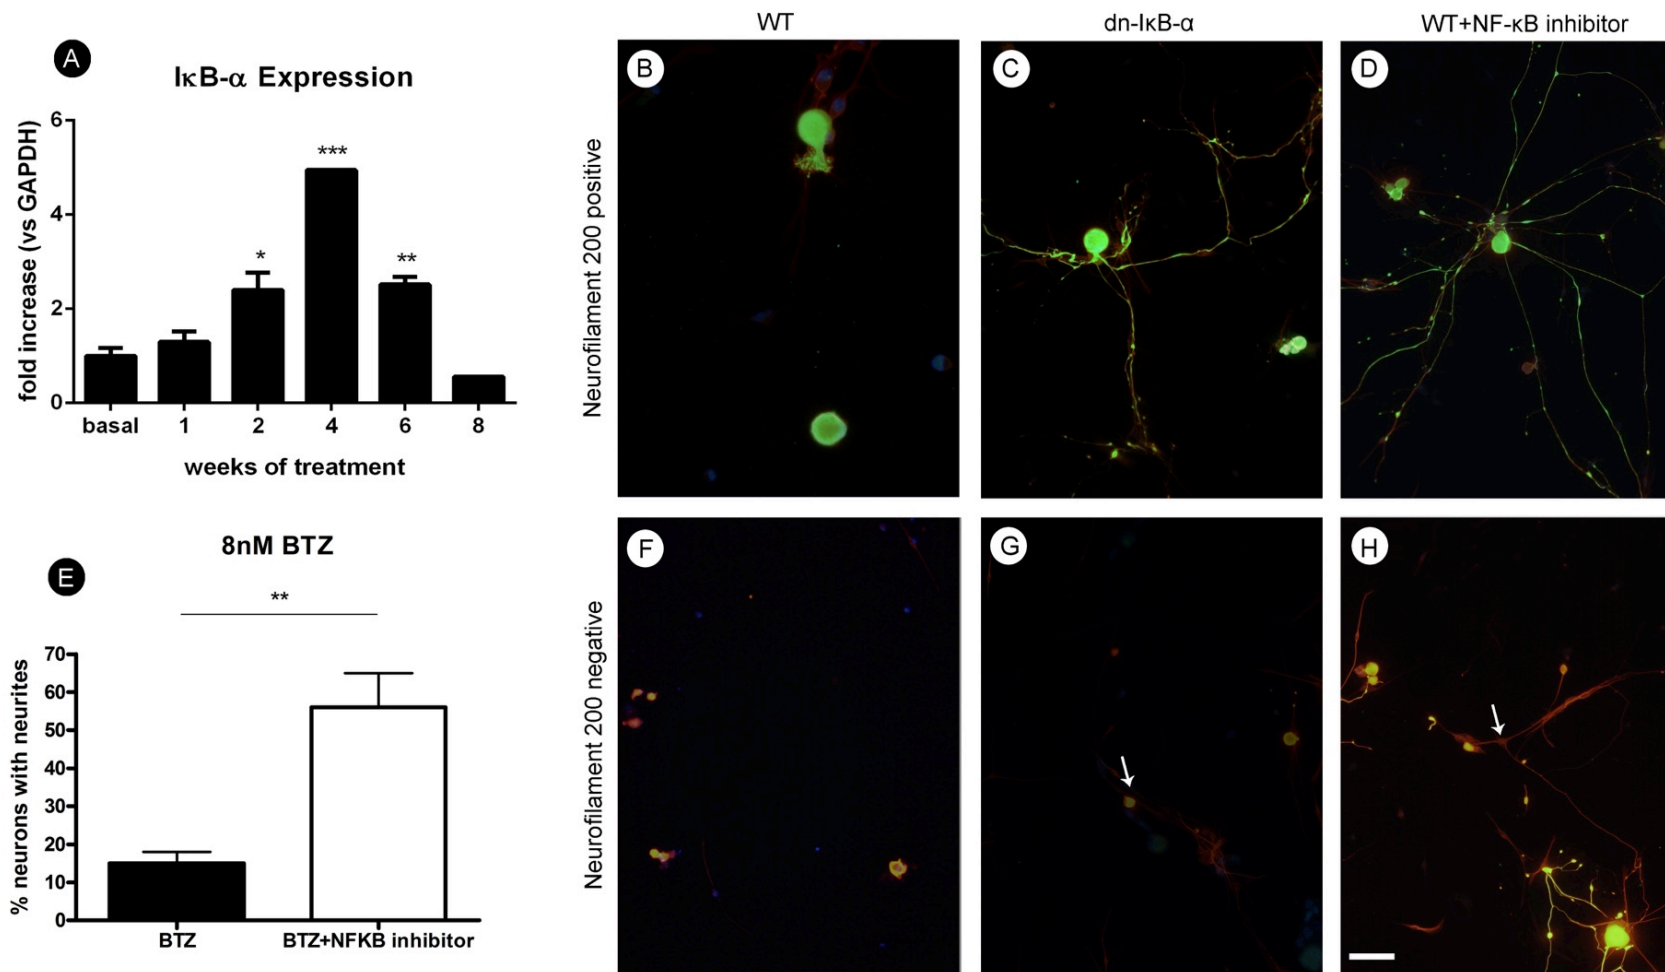 WT
dn-IκB-α
WT+NF-κB inhibitor
A
IκB-α Expression
fold increase (vs GAPDH)
6
4
2
0
***
*
**
basal 1 2 4 6 8
weeks of treatment
Neurofilament 200 positive
B
C
D
E
8nM BTZ
**
% neurons with neurites
70
60
50
40
30
20
10
0
BTZ
BTZ+NFKB inhibitor
Neurofilament 200 negative
F
G
H